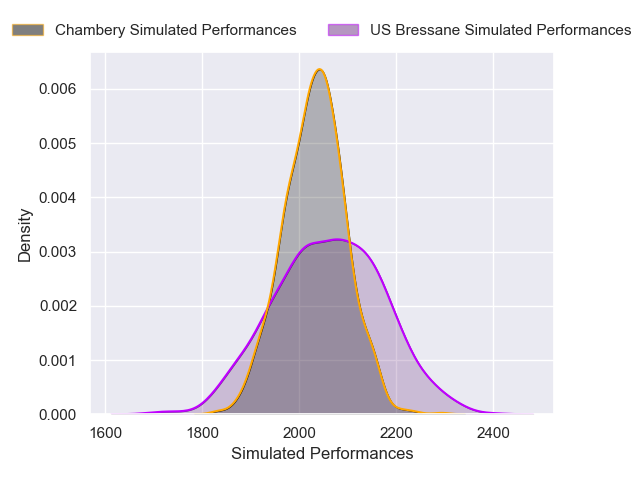 Chambery Simulated Performances
US Bressane Simulated Performances
0.006
0.005
0.004
0.003
0.002
0.001
0.000
Density
1600 1800 2000 2200 2400
Simulated Performances